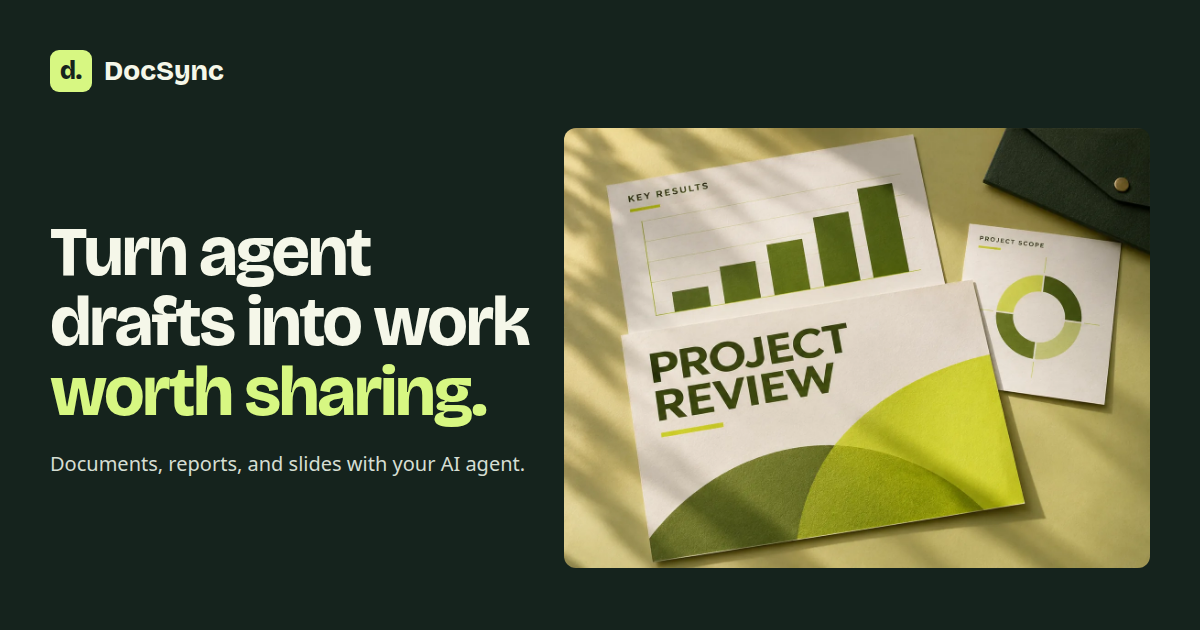 d. DocSync
Turn agent
drafts into work
worth sharing.
Documents, reports, and slides with your AI agent.
KEY RESULTS
PROJECT SCOPE
PROJECT
REVIEW